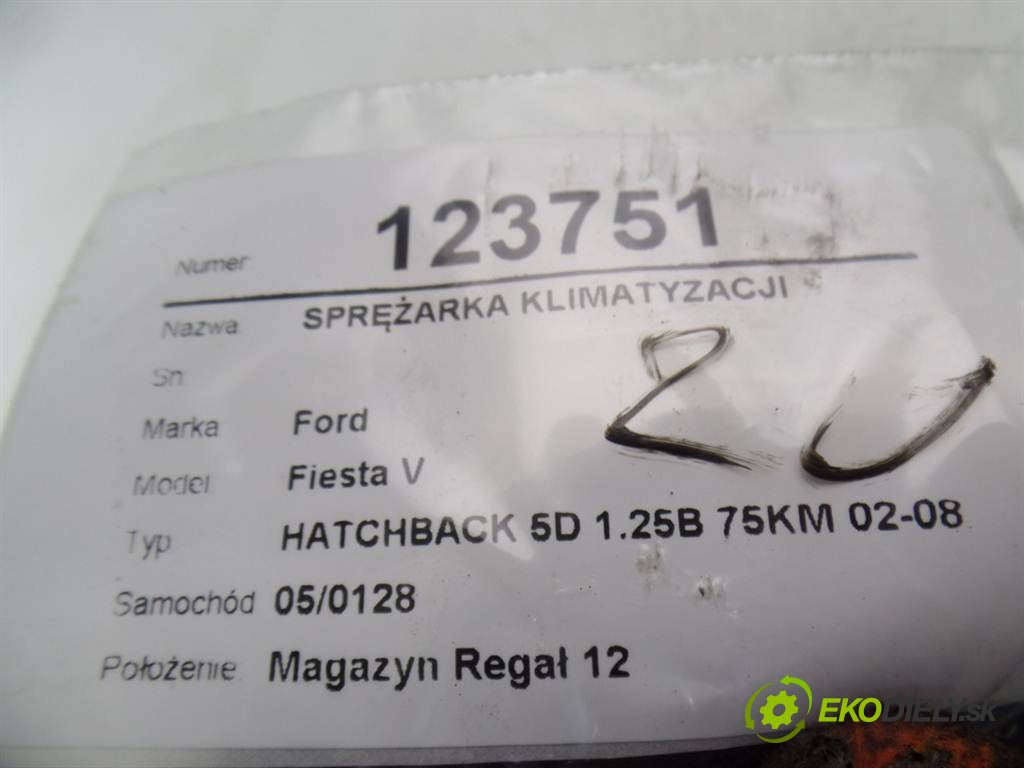 Numer 123751
Nazwa SPRĘŻARKA KLIMATYZACJI
Sn
Marka Ford
Model Fiesta V
Typ HATCHBACK 5D 1.25B 75KM 02-08
Samochód 05/0128
Położenie Magazyn Regał 12
EKODIELY.sk